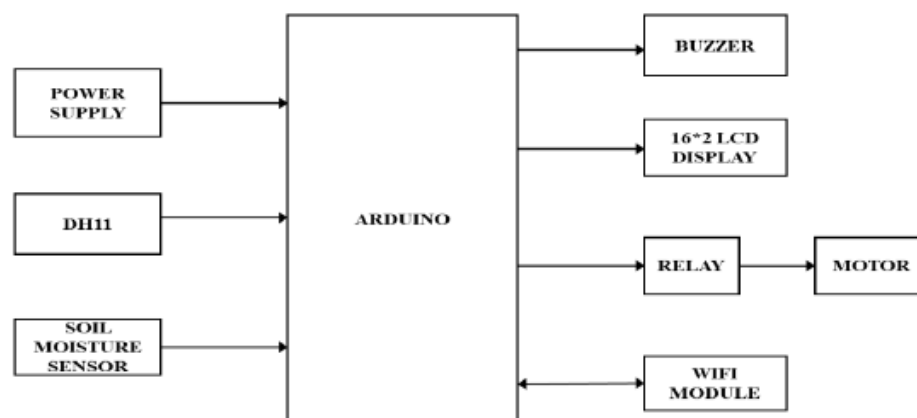 POWER
SUPPLY
DH11
SOIL
MOISTURE
SENSOR
ARDUINO
BUZZER
16*2 LCD
DISPLAY
RELAY
MOTOR
WIFI
MODULE